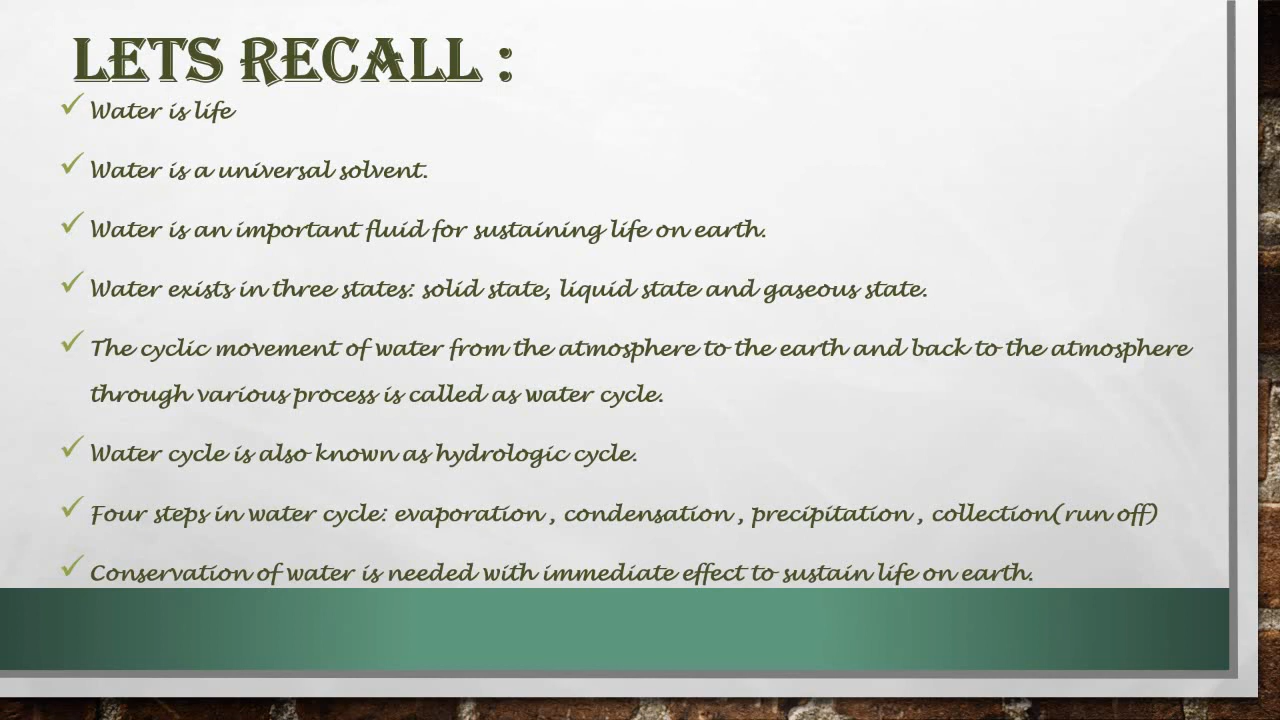 LETS RECALL :
Water is life
Water is a universal solvent.
Water is an important fluid for sustaining life on earth.
Water exists in three states: solid state, liquid state and gaseous state.
The cyclic movement of water from the atmosphere to the earth and back to the atmosphere
through various process is called as water cycle.
Water cycle is also known as hydrologic cycle.
Four steps in water cycle: evaporation , condensation , precipitation , collection(run off)
Conservation of water is needed with immediate effect to sustain life on earth.